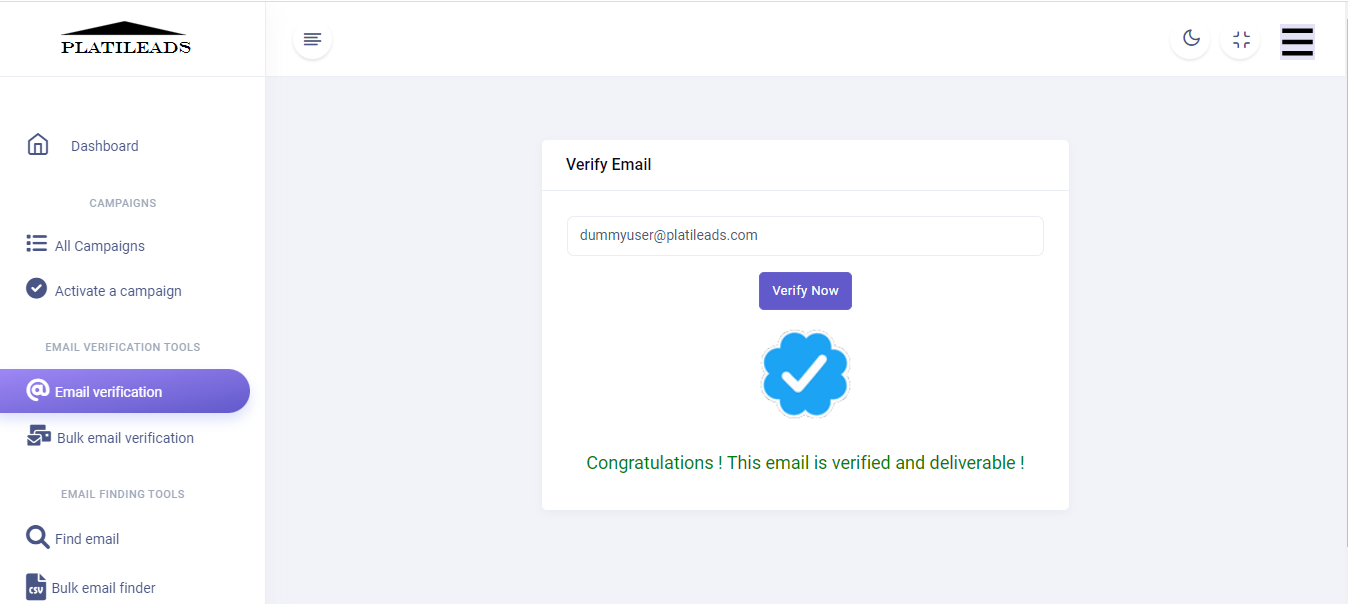 PLATILEADS
Dashboard
CAMPAIGNS
All Campaigns
Activate a campaign
EMAIL VERIFICATION TOOLS
Email verification
Bulk email verification
EMAIL FINDING TOOLS
Find email
CSV
Bulk email finder
Verify Email
dummyuser@platileads.com
Verify Now
Congratulations ! This email is verified and deliverable !